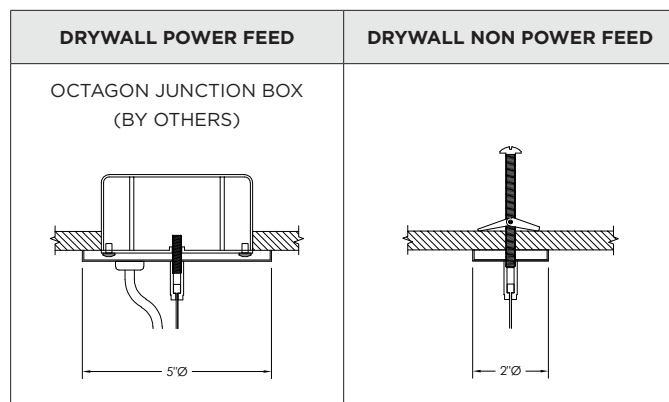 DRYWALL POWER FEED
DRYWALL NON POWER FEED
OCTAGON JUNCTION BOX
(BY OTHERS)
5"Ø
2"Ø